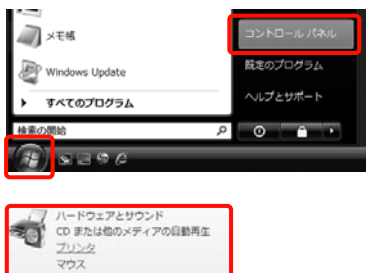 メモ帳
コントロール パネル
Windows Update
既定のプログラム
すべてのプログラム
ヘルプとサポート
検索の開始
ハードウェアとサウンド
CD または他のメディアの自動再生
プリンタ
マウス